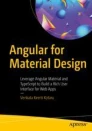 Angular for
Material Design
Leverage Angular Material and
TypeScript to Build a Rich User
Interface for Web Apps
Venkata Keerti Kotaru
Apress